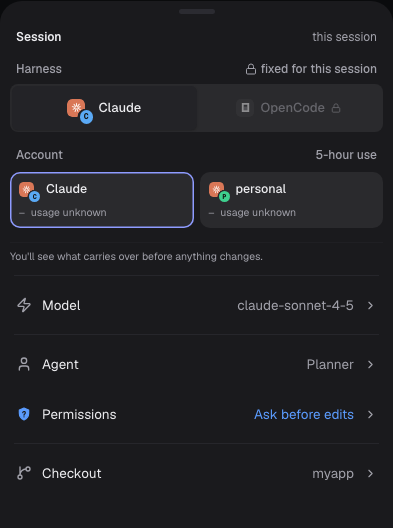 Session this session
Harness fixed for this session
C Claude OpenCode
Account 5-hour use
C Claude P personal
– usage unknown – usage unknown
You'll see what carries over before anything changes.
Model claude-sonnet-4-5
Agent Planner
? Permissions Ask before edits
Checkout myapp